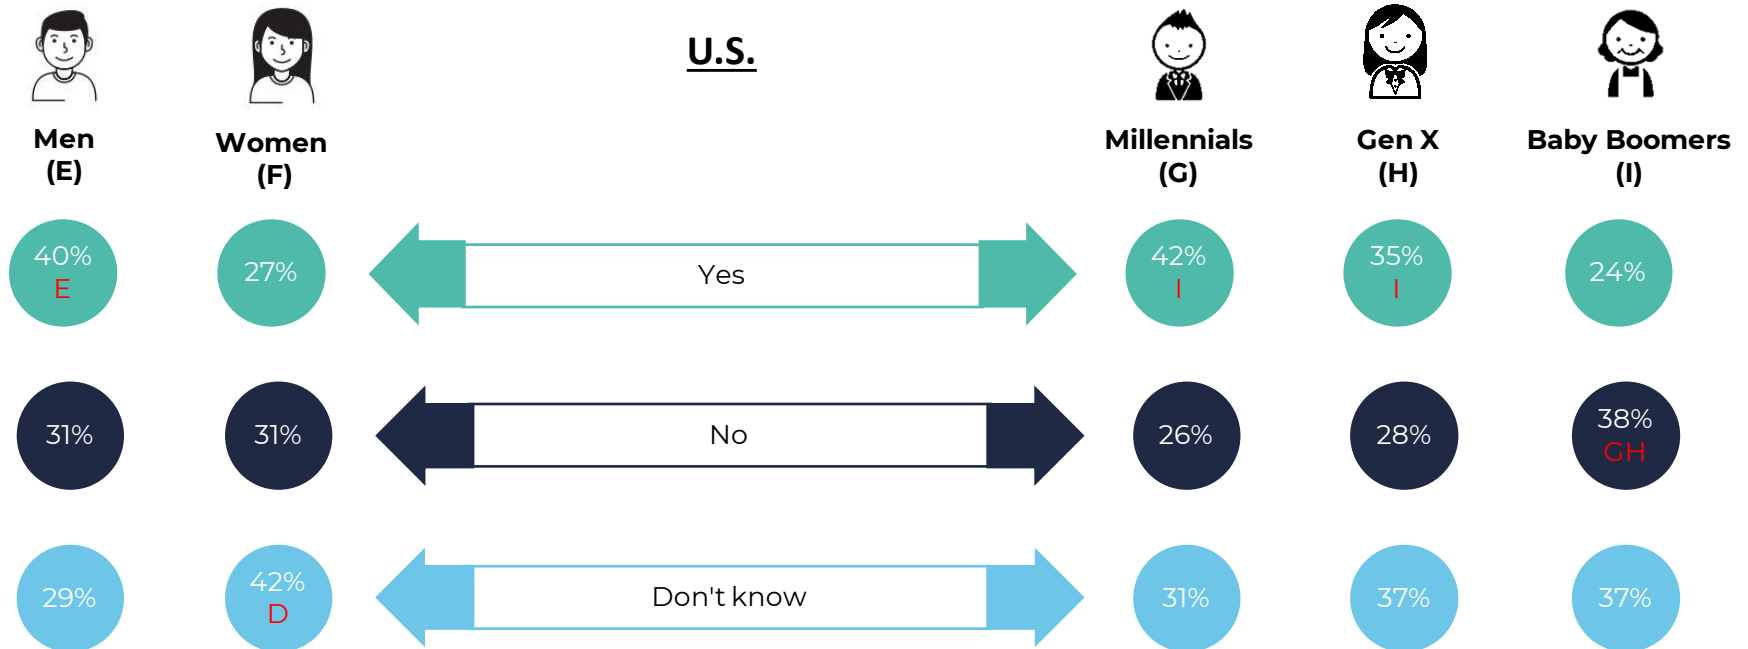 U.S.
Men
(E)
Women
(F)
Millennials
(G)
Gen X
(H)
Baby Boomers
(I)
40%
E
27%
Yes
42%
I
35%
I
24%
31%
31%
No
26%
28%
38%
GH
29%
42%
D
Don't know
31%
37%
37%